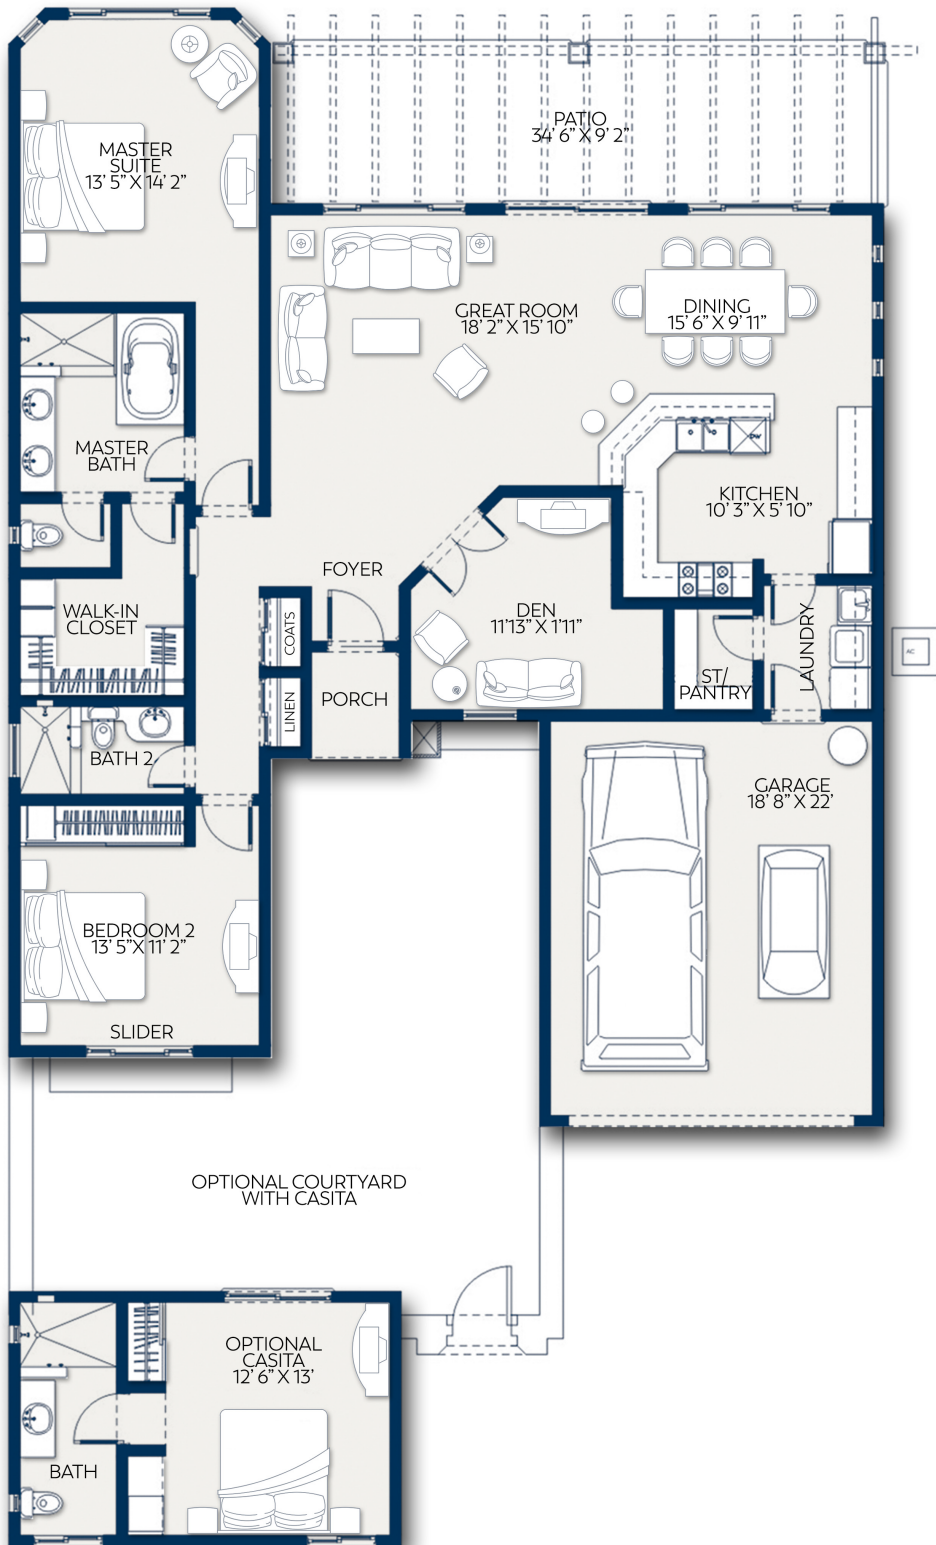 PATIO
34' 6" X 9' 2"
MASTER
SUITE
13' 5" X 14' 2"
GREAT ROOM
18' 2" X 15' 10"
DINING
15' 6" X 9' 11"
MASTER
BATH
DW
KITCHEN
10' 3" X 5' 10"
FOYER
WALK-IN
CLOSET
COATS
DEN
11'13" X 1'11"
LAUNDRY
AC
LINEN
PORCH
ST/
PANTRY
BATH 2
GARAGE
18' 8" X 22'
BEDROOM 2
13' 5"X 11' 2"
SLIDER
OPTIONAL COURTYARD
WITH CASITA
OPTIONAL
CASITA
12' 6" X 13'
BATH